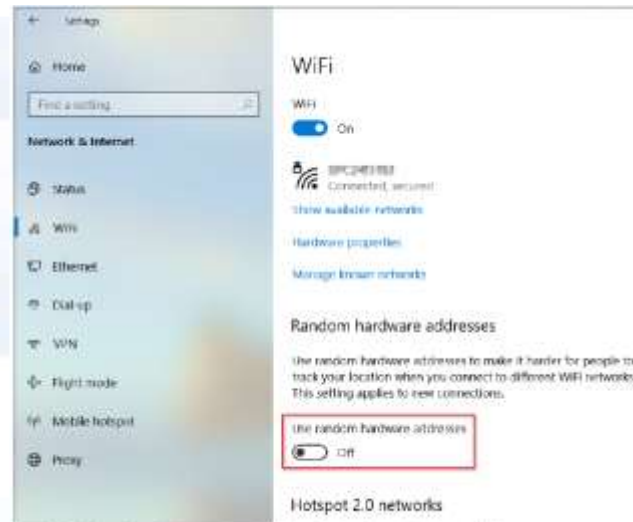 Settings
Home
Find a setting
Network & Internet
Status
WiFi
Ethernet
Dial-up
VPN
Flight mode
Mobile hotspot
Proxy
WiFi
WiFi
On
Connected, secured
Show available networks
Hardware properties
Manage known networks
Random hardware addresses
Use random hardware addresses to make it harder for people to
track your location when you connect to different WiFi networks.
This setting applies to new connections.
Use random hardware addresses
Off
Hotspot 2.0 networks